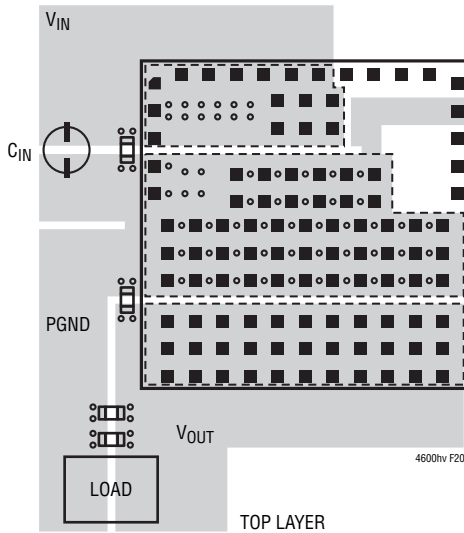 VIN
CIN
PGND
VOUT
4600hv F20
LOAD
TOP LAYER